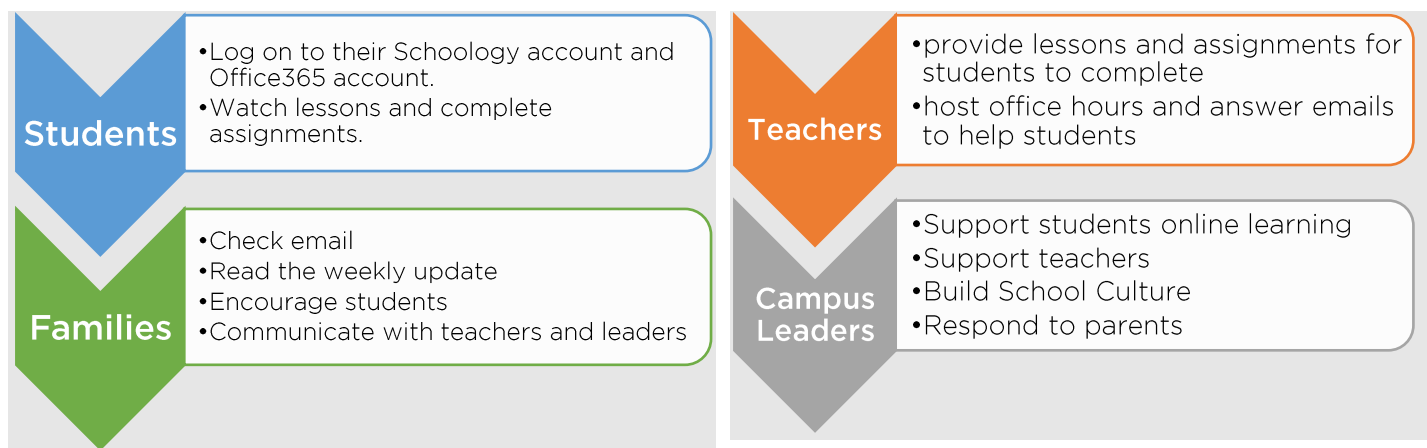 Students
•Log on to their Schoology account and
Office365 account.
•Watch lessons and complete
assignments.
Families
•Check email
•Read the weekly update
•Encourage students
•Communicate with teachers and leaders
Teachers
•provide lessons and assignments for
students to complete
•host office hours and answer emails
to help students
Campus
Leaders
•Support students online learning
•Support teachers
•Build School Culture
•Respond to parents